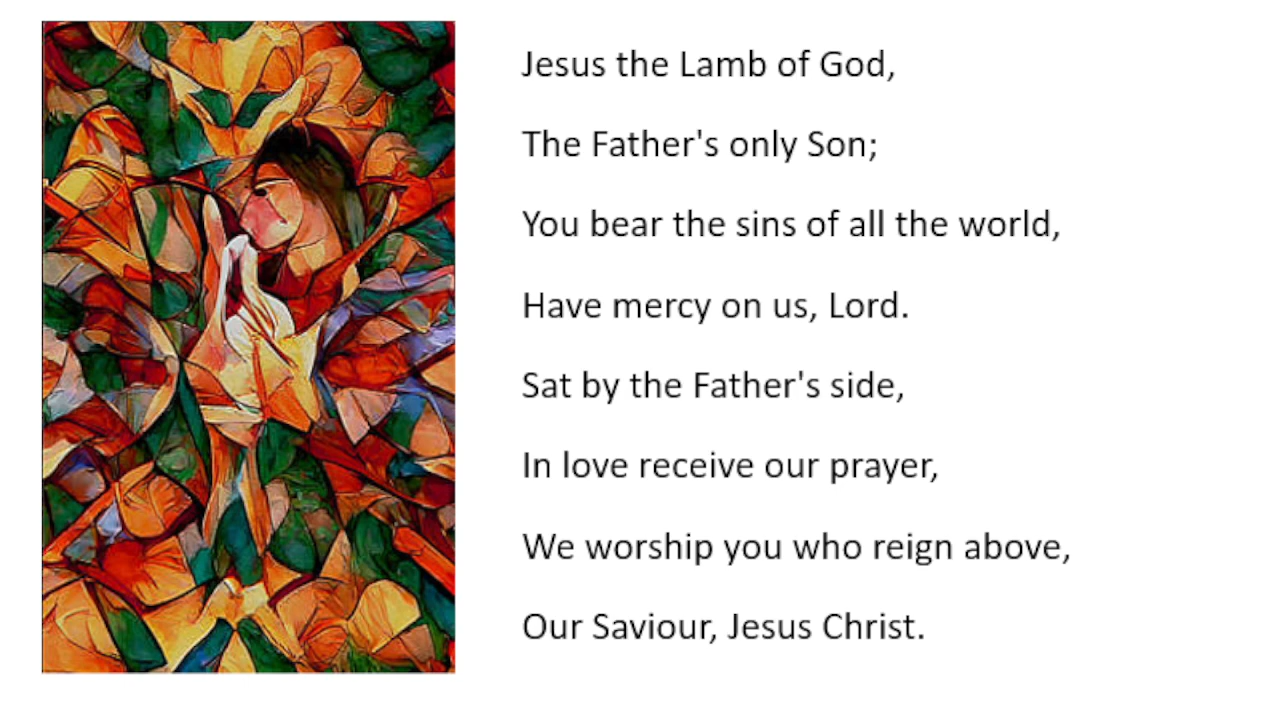 Jesus the Lamb of God,
The Father's only Son;
You bear the sins of all the world,
Have mercy on us, Lord.
Sat by the Father's side,
In love receive our prayer,
We worship you who reign above,
Our Saviour, Jesus Christ.